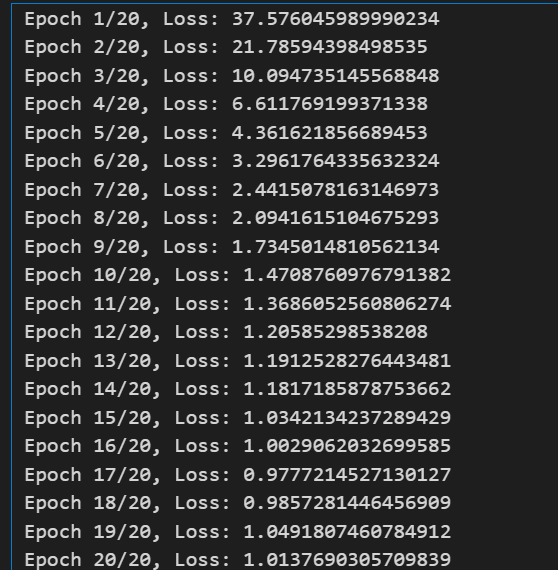 Epoch 1/20, Loss: 37.576045989990234
Epoch 2/20, Loss: 21.78594398498535
Epoch 3/20, Loss: 10.094735145568848
Epoch 4/20, Loss: 6.611769199371338
Epoch 5/20, Loss: 4.361621856689453
Epoch 6/20, Loss: 3.2961764335632324
Epoch 7/20, Loss: 2.4415078163146973
Epoch 8/20, Loss: 2.0941615104675293
Epoch 9/20, Loss: 1.7345014810562134
Epoch 10/20, Loss: 1.4708760976791382
Epoch 11/20, Loss: 1.3686052560806274
Epoch 12/20, Loss: 1.20585298538208
Epoch 13/20, Loss: 1.1912528276443481
Epoch 14/20, Loss: 1.1817185878753662
Epoch 15/20, Loss: 1.0342134237289429
Epoch 16/20, Loss: 1.0029062032699585
Epoch 17/20, Loss: 0.9777214527130127
Epoch 18/20, Loss: 0.9857281446456909
Epoch 19/20, Loss: 1.0491807460784912
Epoch 20/20, Loss: 1.0137690305709839